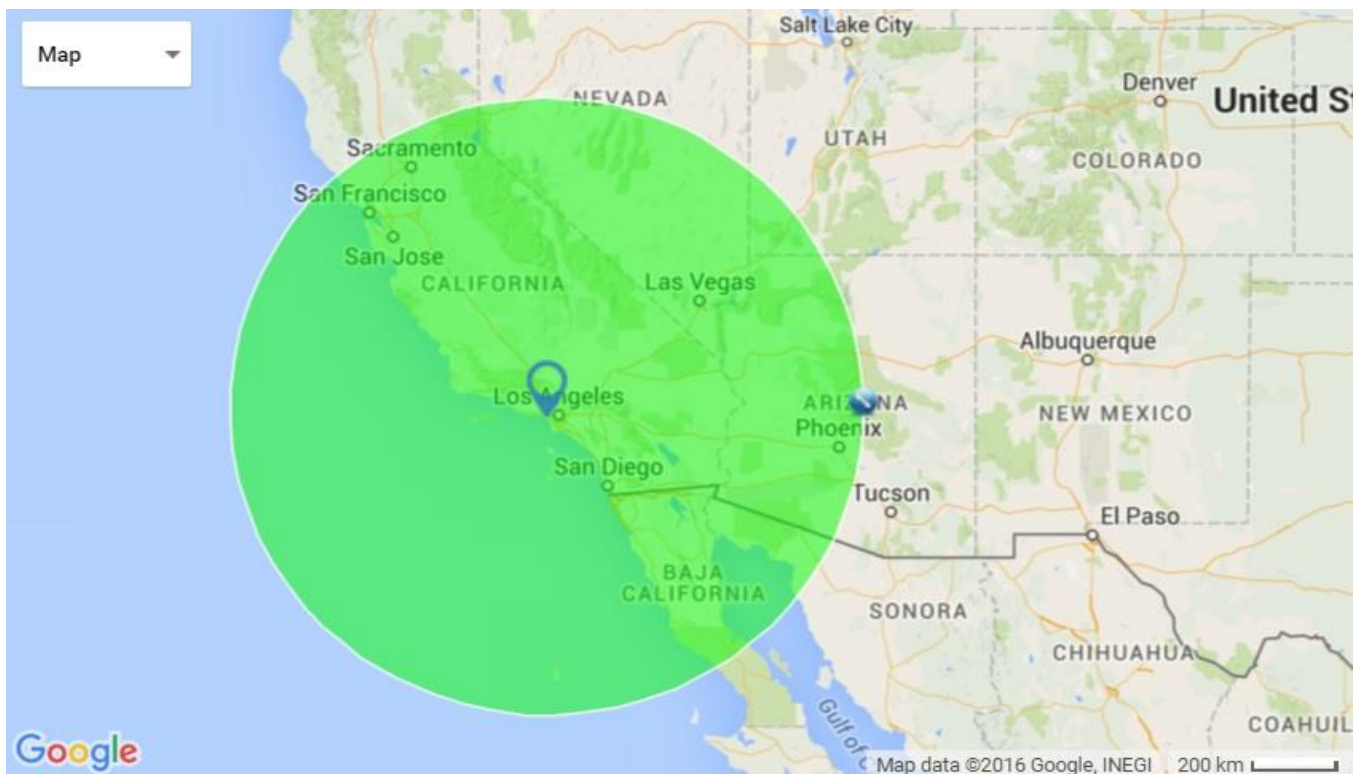 Map
Salt Lake City
Denver
United St
NEVADA
UTAH
COLORADO
Sacramento
San Francisco
San Jose
CALIFORNIA
Las Vegas
Albuquerque
Los Angeles
ARIZONA
NEW MEXICO
Phoenix
San Diego
Tucson
El Paso
BAJA
CALIFORNIA
SONORA
CHIHUAHUA
Gulf of
COAHUIL
Google
Map data ©2016 Google, INEGI 200 km